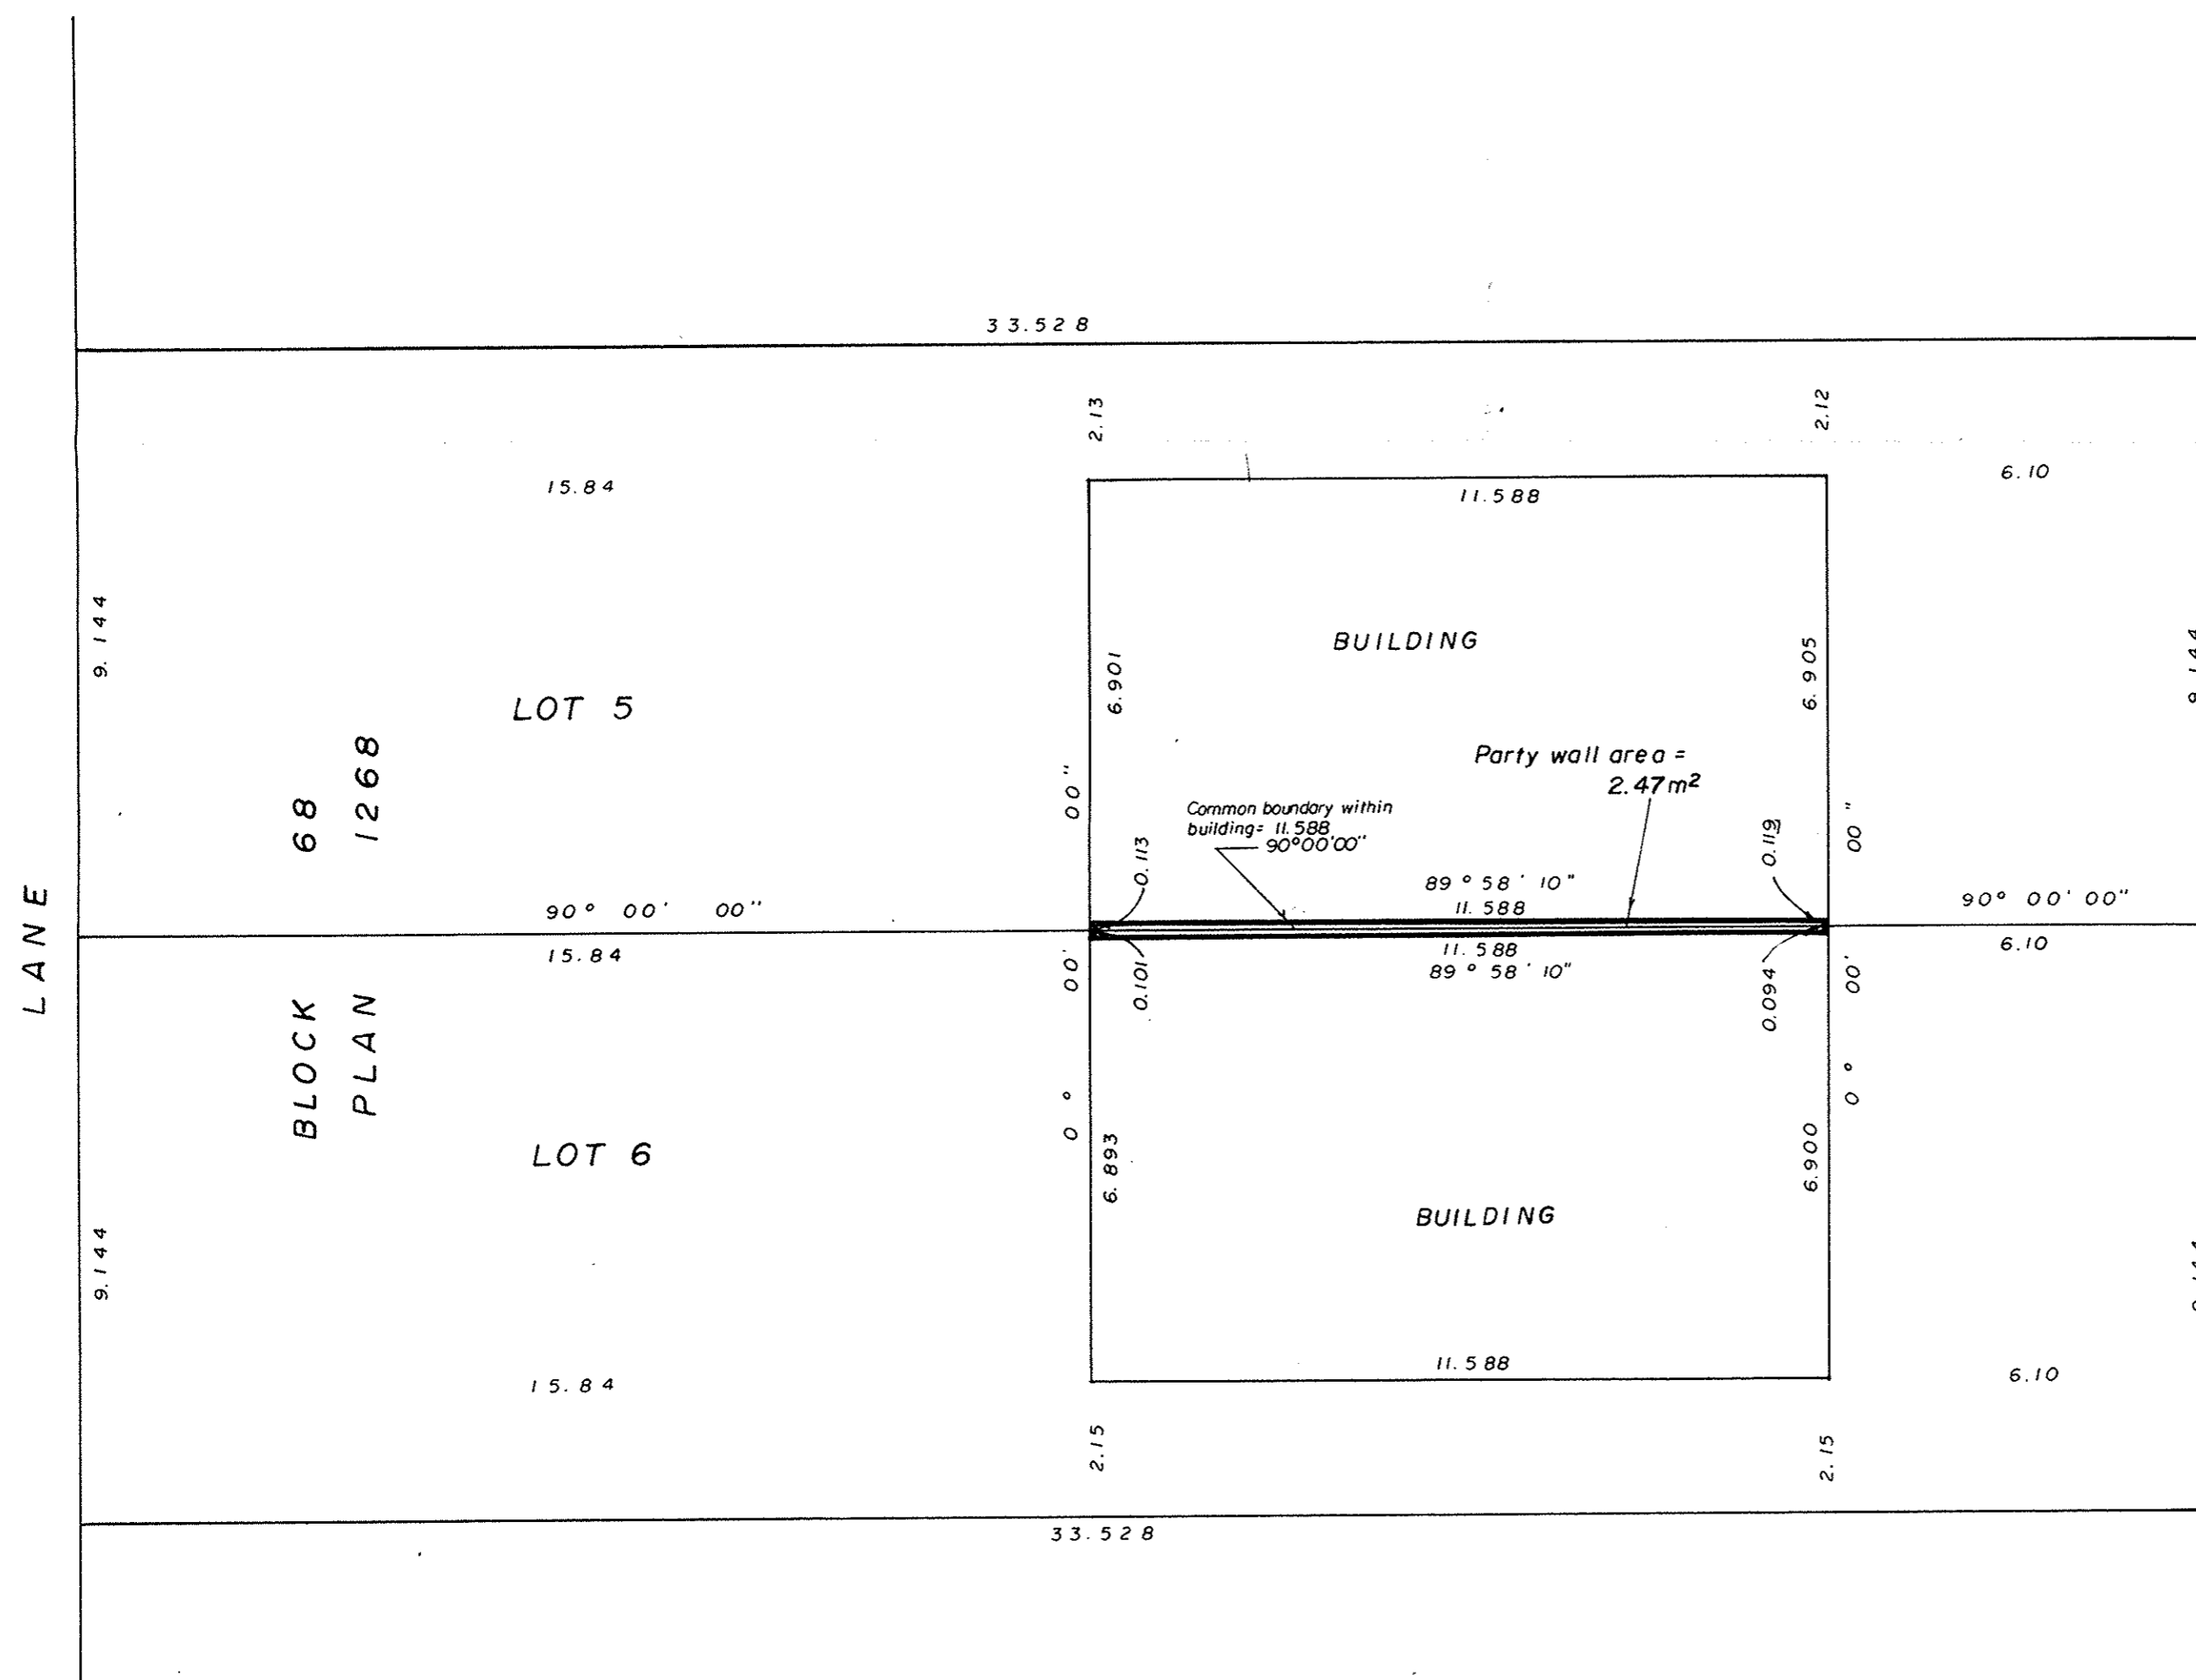 33.528
2.13
2.12
15.84
11.588
6.10
9.144
9.144
BUILDING
6.901
6.905
LOT 5
Party wall area =
2.47m²
Common boundary within
building= 11.588
90°00'00"
68
1268
00"
00"
0.113
0.119
89° 58' 10"
11.588
90° 00' 00"
90° 00' 00"
LANE
15.84
11.588
89° 58' 10"
6.10
00'
00'
0.101
0.094
BLOCK
PLAN
0°
0°
LOT 6
6.893
6.900
BUILDING
9.144
11.588
15.84
6.10
2.15
2.15
33.528